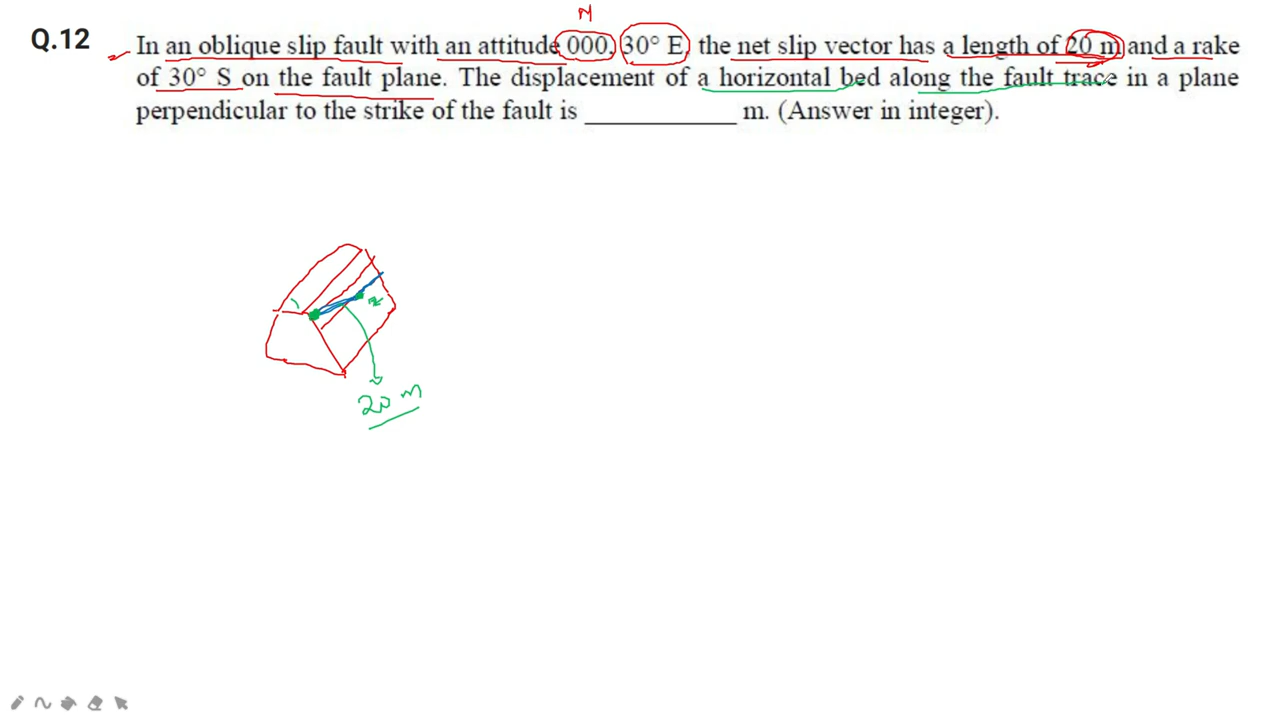 N
Q.12 In an oblique slip fault with an attitude 000, 30° E, the net slip vector has a length of 20 m and a rake
of 30° S on the fault plane. The displacement of a horizontal bed along the fault trace in a plane
perpendicular to the strike of the fault is ____________ m. (Answer in integer).
20 m